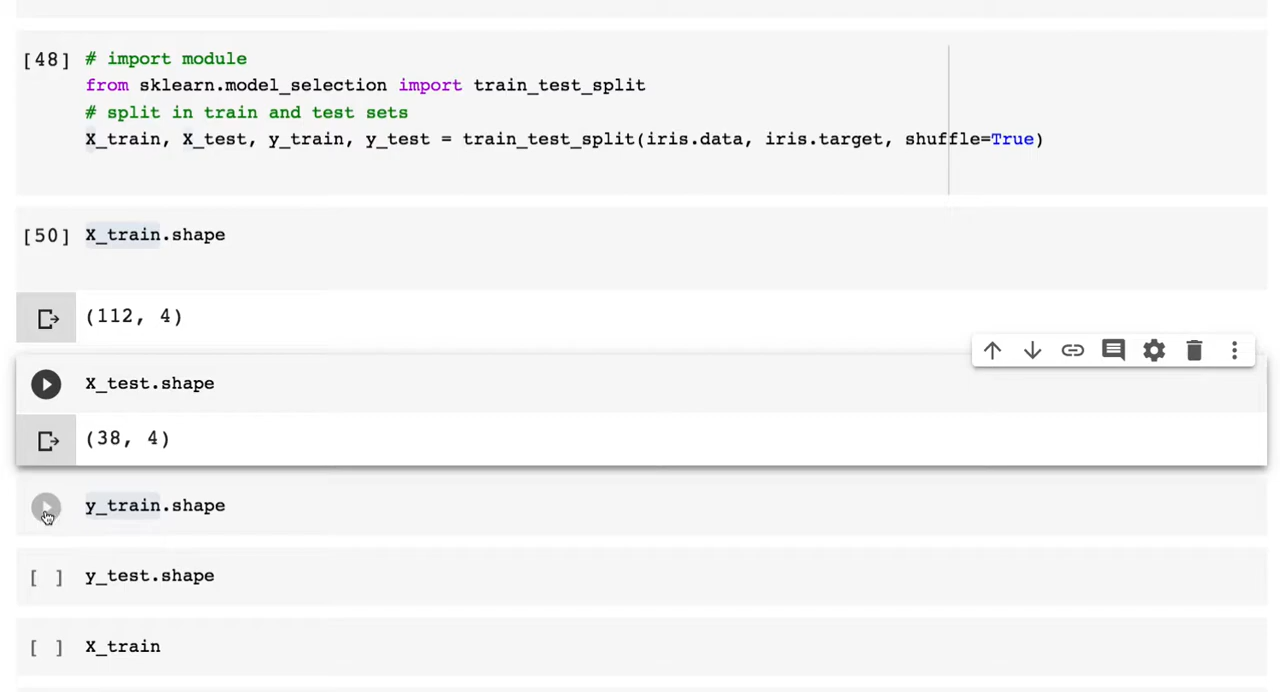 [48] # import module
from sklearn.model_selection import train_test_split
# split in train and test sets
X_train, X_test, y_train, y_test = train_test_split(iris.data, iris.target, shuffle=True)
[50] X_train.shape
(112, 4)
X_test.shape
(38, 4)
y_train.shape
[ ] y_test.shape
[ ] X_train